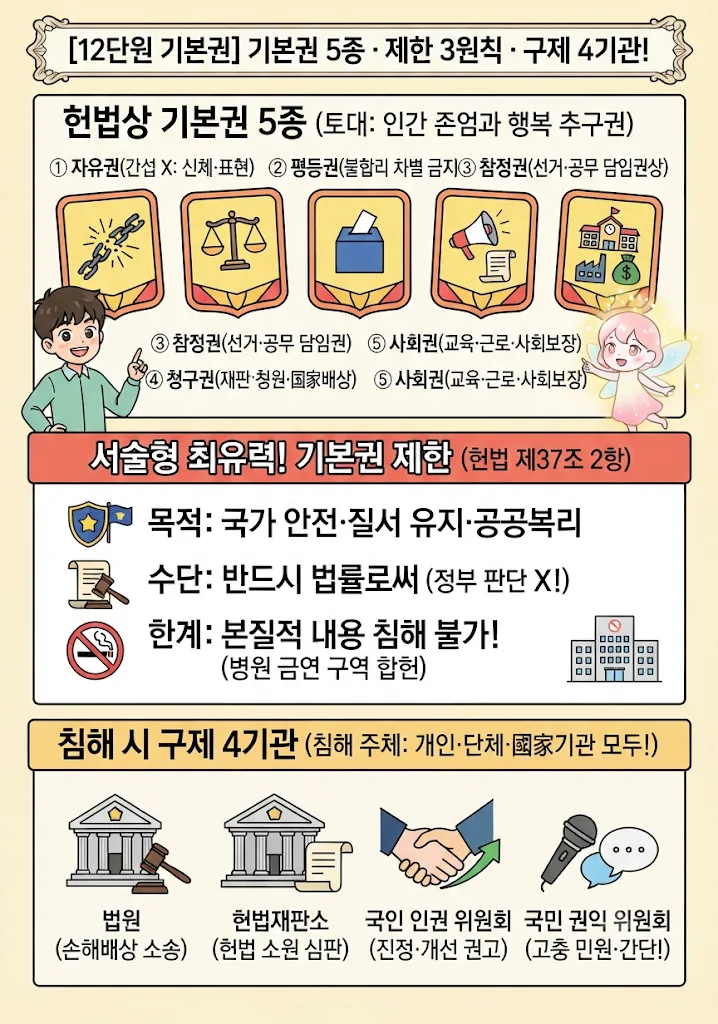 [12단원 기본권] 기본권 5종 · 제한 3원칙 · 구제 4기관!
헌법상 기본권 5종 (토대: 인간 존엄과 행복 추구권)
① 자유권(간섭 X: 신체·표현) ② 평등권(불합리 차별 금지③ 참정권(선거·공무 담임권상)
③ 참정권(선거·공무 담임권) ⑤ 사회권(교육·근로·사회보장)
④ 청구권(재판·청원·国家배상) ⑤ 사회권(교육·근로·사회보장)
서술형 최유력! 기본권 제한 (헌법 제37조 2항)
목적: 국가 안전·질서 유지·공공복리
수단: 반드시 법률로써 (정부 판단 X!)
한계: 본질적 내용 침해 불가!
(병원 금연 구역 합헌)
침해 시 구제 4기관 (침해 주체: 개인·단체·國家기관 모두!)
법원
(손해배상 소송)
헌법재판소
(헌법 소원 심판)
국인 인권 위원회
(진정·개선 권고)
국민 권익 위원회
(고충 민원·간단!)